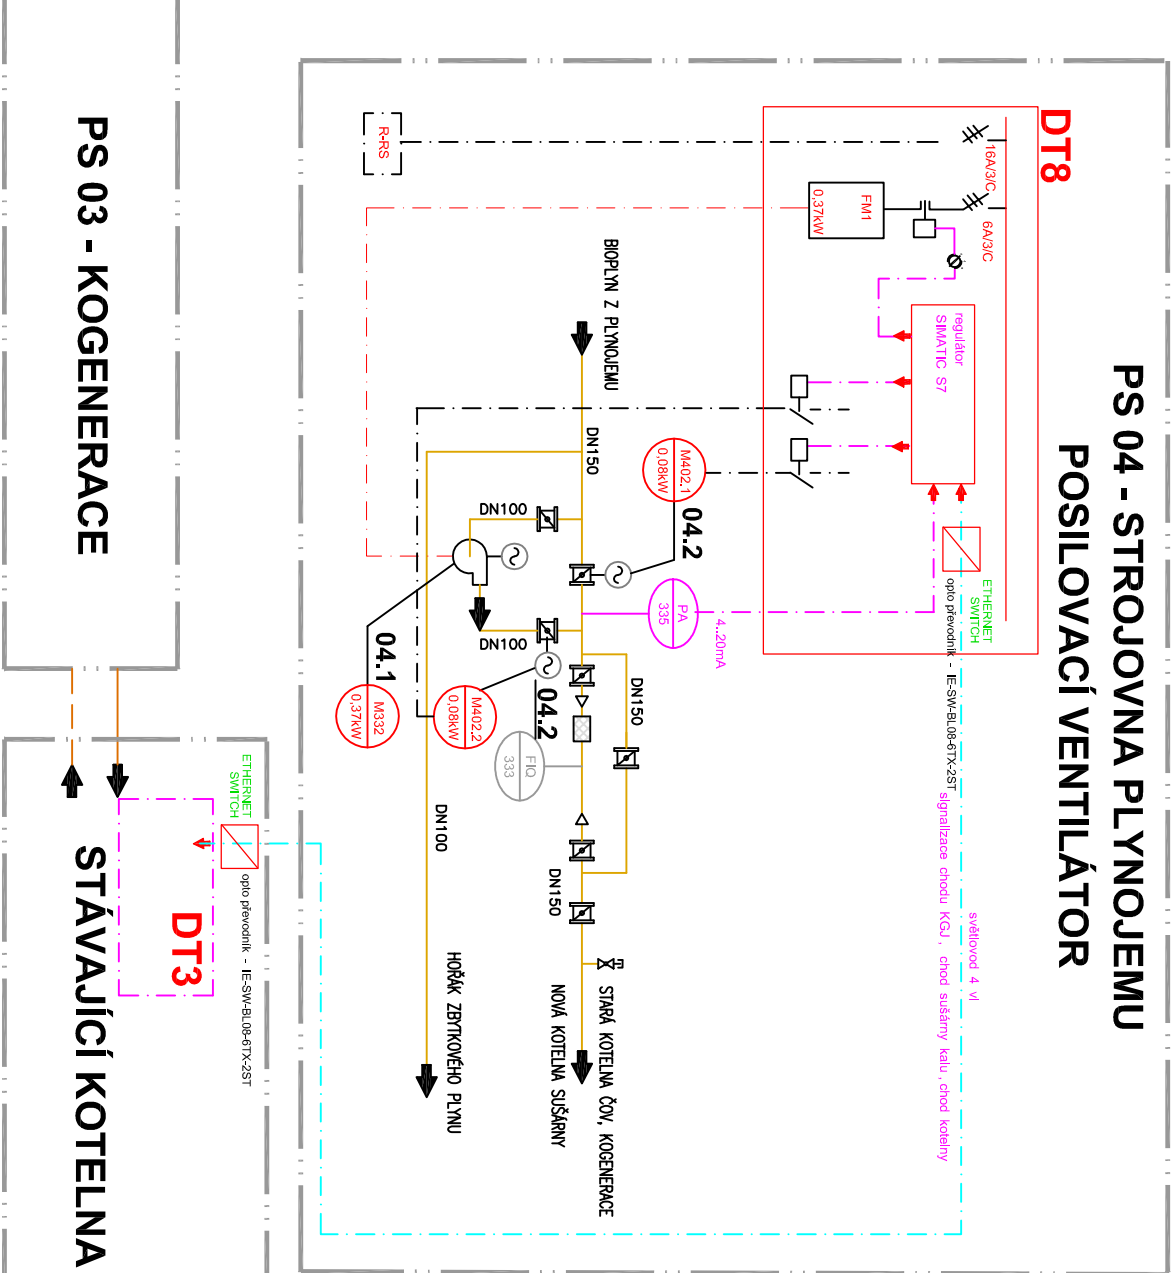 PS 04 - STROJOVNA PLYNOJEMU
POSILOVACÍ VENTILÁTOR
DT8
16A/3/C
6A/3/C
R-RS
FM1
0,37kW
regulátor
SIMATIC S7
ETHERNET
SWITCH
opto převodník - IE-SW-BL08-6TX-2ST
světlovod 4 vl
signalizace chodu KGJ, chod sušárny kalu, chod kotelny
4..20mA
BIOPLYN Z PLYNOJEMU
DN150
M402.1
0,08kW
04.2
PA
335
DN100
DN100
DN150
04.1
M332
0,37kW
M402.2
0,08kW
04.2
FIQ
333
DN100
DN150
STARÁ KOTELNA ČOV, KOGENERACE
NOVÁ KOTELNA SUŠÁRNY
HOŘÁK ZBYTKOVÉHO PLYNU
PS 03 - KOGENERACE
ETHERNET
SWITCH
opto převodník - IE-SW-BL08-6TX-2ST
DT3
STÁVAJÍCÍ KOTELNA